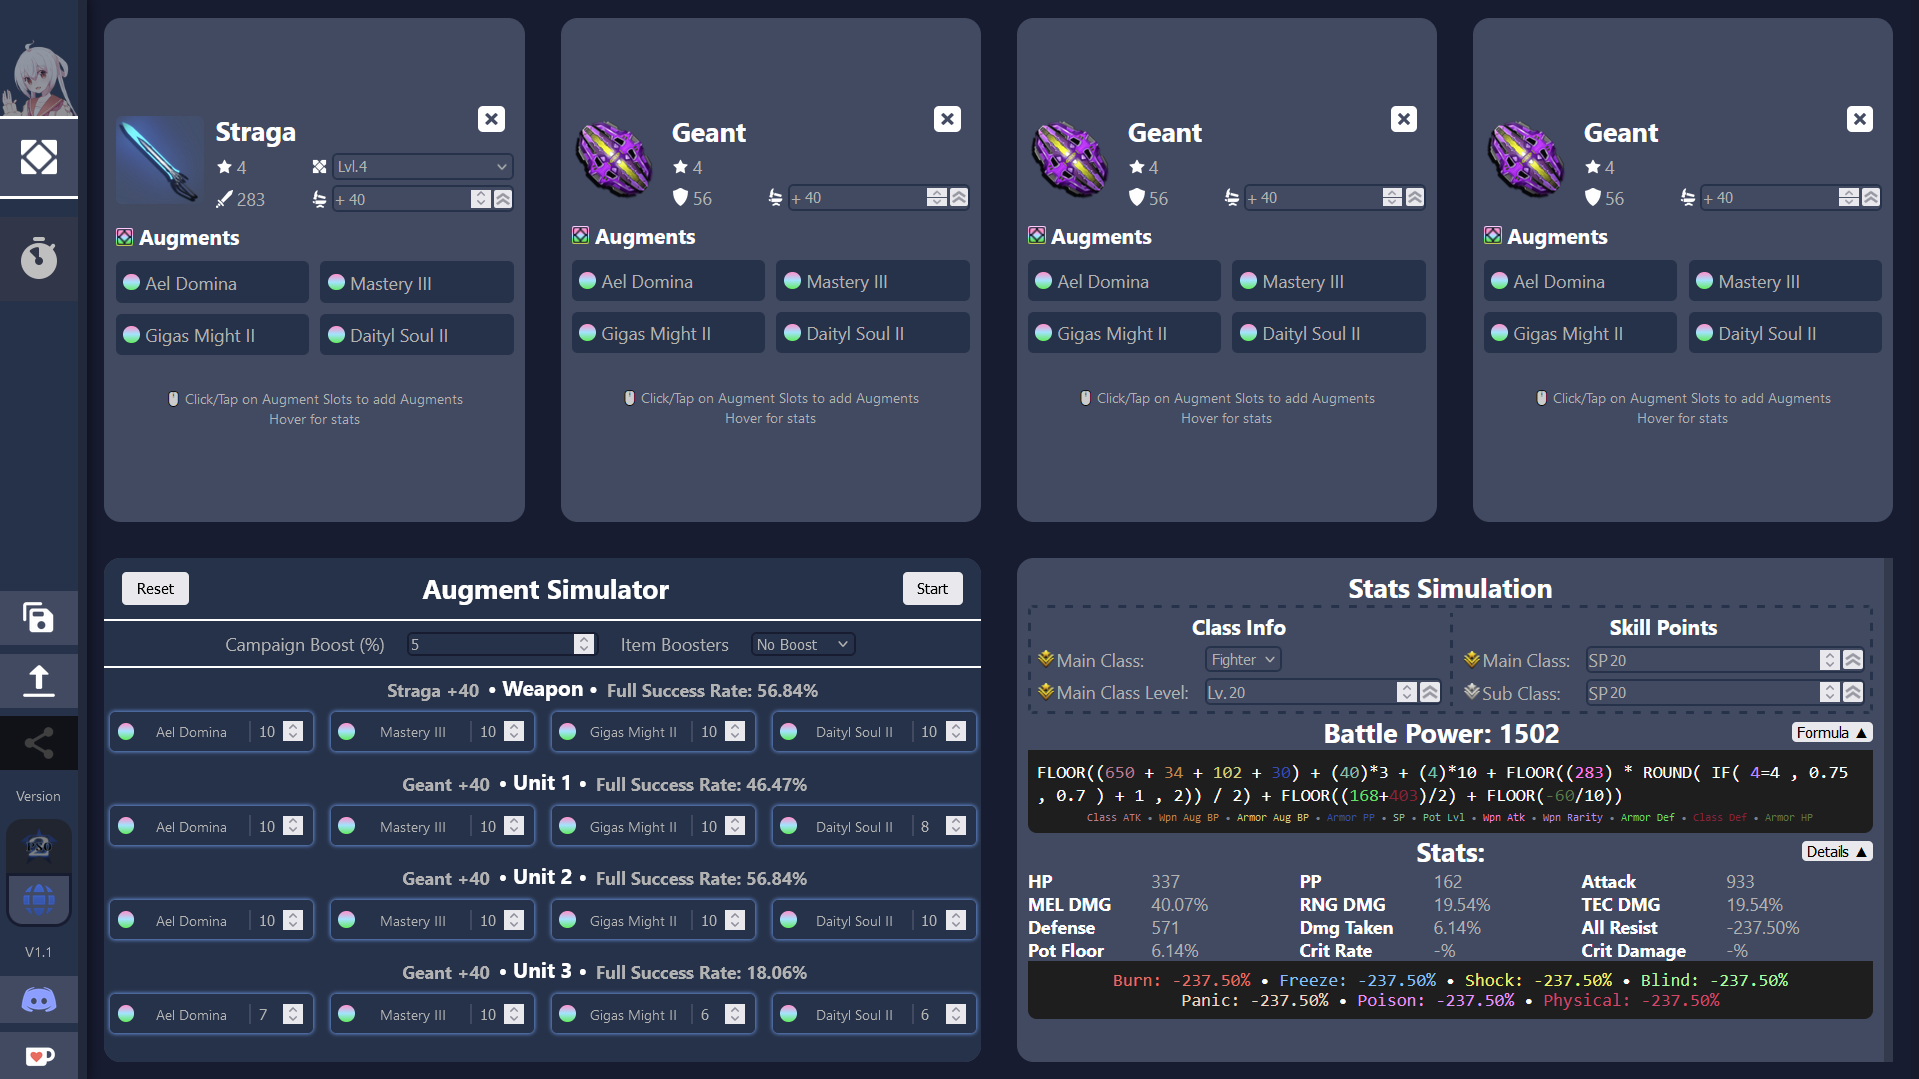 Straga
4
Lvl.4
283
+ 40
Augments
Ael Domina
Mastery III
Gigas Might II
Daityl Soul II
Click/Tap on Augment Slots to add Augments
Hover for stats
Geant
4
56
+ 40
Augments
Ael Domina
Mastery III
Gigas Might II
Daityl Soul II
Click/Tap on Augment Slots to add Augments
Hover for stats
Geant
4
56
+ 40
Augments
Ael Domina
Mastery III
Gigas Might II
Daityl Soul II
Click/Tap on Augment Slots to add Augments
Hover for stats
Geant
4
56
+ 40
Augments
Ael Domina
Mastery III
Gigas Might II
Daityl Soul II
Click/Tap on Augment Slots to add Augments
Hover for stats
Version
V1.1
Reset
Augment Simulator
Start
Campaign Boost (%)
5
Item Boosters
No Boost
Straga +40 • Weapon • Full Success Rate: 56.84%
Ael Domina 10
Mastery III 10
Gigas Might II 10
Daityl Soul II 10
Geant +40 • Unit 1 • Full Success Rate: 46.47%
Ael Domina 10
Mastery III 10
Gigas Might II 10
Daityl Soul II 8
Geant +40 • Unit 2 • Full Success Rate: 56.84%
Ael Domina 10
Mastery III 10
Gigas Might II 10
Daityl Soul II 10
Geant +40 • Unit 3 • Full Success Rate: 18.06%
Ael Domina 7
Mastery III 10
Gigas Might II 6
Daityl Soul II 6
Stats Simulation
Class Info
Main Class: Fighter
Main Class Level: Lv. 20
Skill Points
Main Class: SP 20
Sub Class: SP 20
Battle Power: 1502
Formula ▲
FLOOR((650 + 34 + 102 + 30) + (40)*3 + (4)*10 + FLOOR((283) * ROUND( IF( 4=4 , 0.75
, 0.7 ) + 1 , 2)) / 2) + FLOOR((168+403)/2) + FLOOR(-60/10))
Class ATK • Wpn Aug BP • Armor Aug BP • Armor PP • SP • Pot Lvl • Wpn Atk • Wpn Rarity • Armor Def • Class Def • Armor HP
Stats:
Details ▲
HP 337 PP 162 Attack 933
MEL DMG 40.07% RNG DMG 19.54% TEC DMG 19.54%
Defense 571 Dmg Taken 6.14% All Resist -237.50%
Pot Floor 6.14% Crit Rate -% Crit Damage -%
Burn: -237.50% • Freeze: -237.50% • Shock: -237.50% • Blind: -237.50%
Panic: -237.50% • Poison: -237.50% • Physical: -237.50%